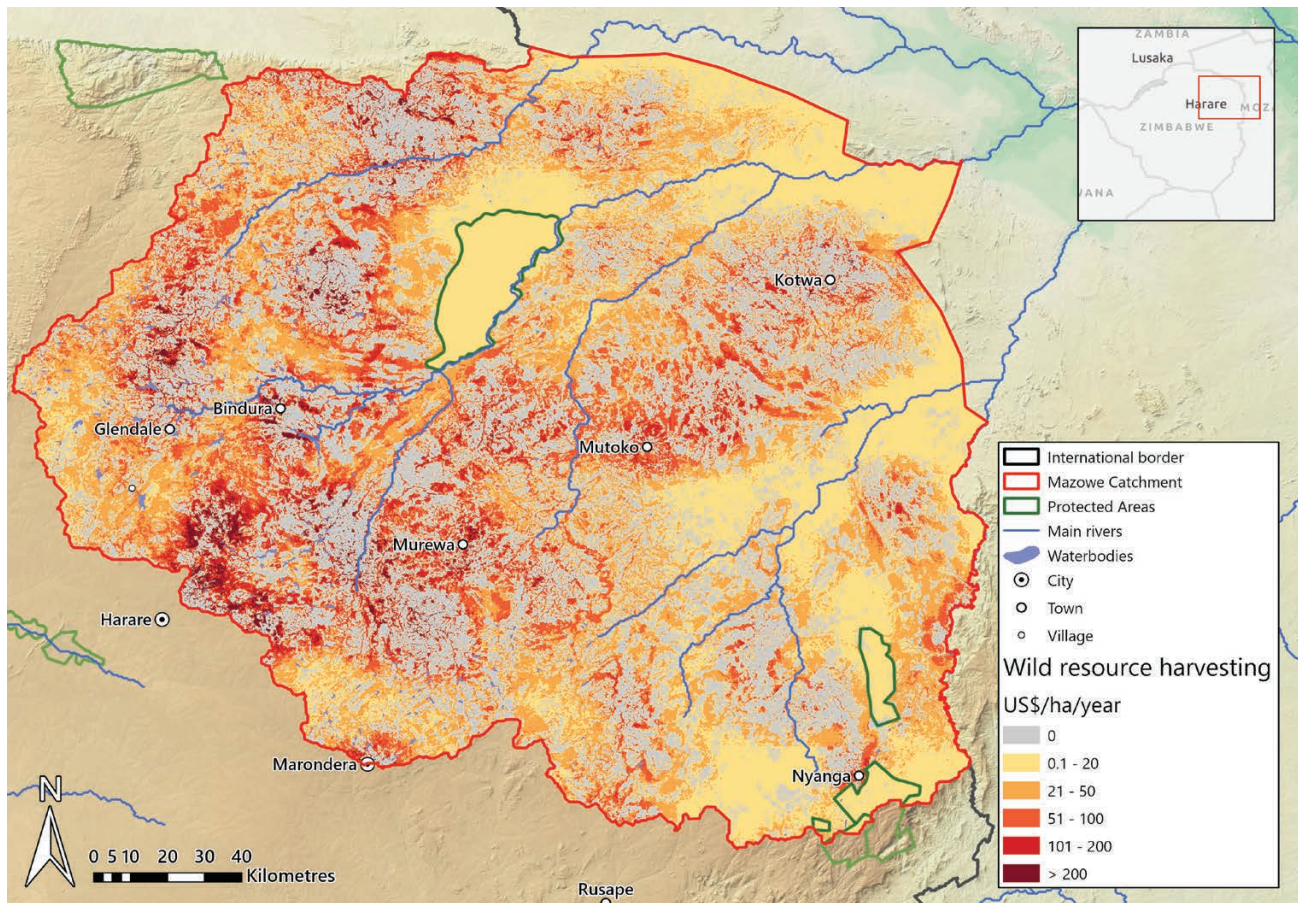 ZAMBIA
Lusaka
Harare
MOZA
ZIMBABWE
WANA
Kotwa
Bindura
Glendale
Mutoko
Murewa
Harare
Marondera
Nyanga
Rusape
N
0 5 10 20 30 40
Kilometres
International border
Mazowe Catchment
Protected Areas
Main rivers
Waterbodies
City
Town
Village
Wild resource harvesting
US$/ha/year
0
0.1 - 20
21 - 50
51 - 100
101 - 200
> 200